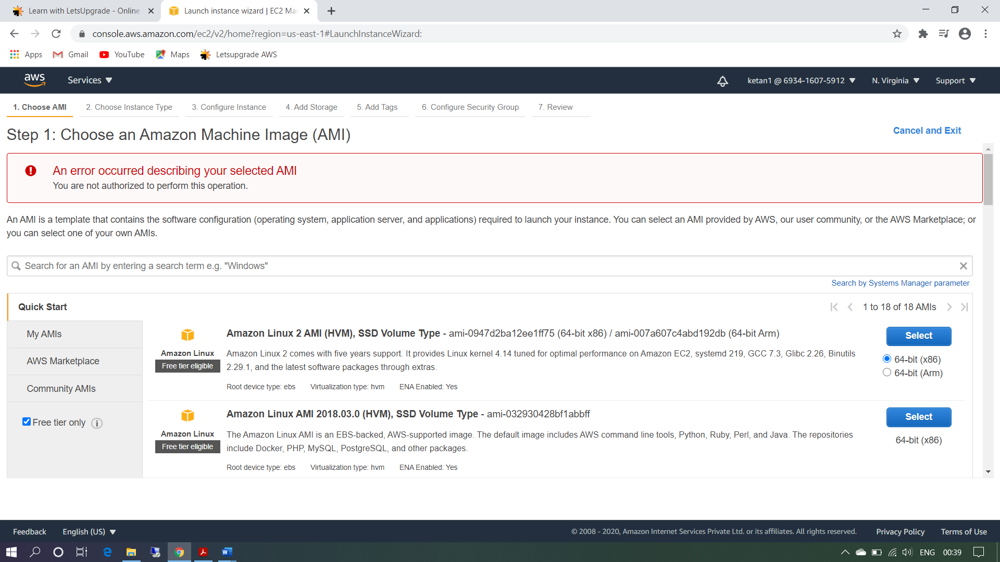 Learn with LetsUpgrade - Online
Launch instance wizard | EC2 Ma
console.aws.amazon.com/ec2/v2/home?region=us-east-1#LaunchInstanceWizard:
Apps
Gmail
YouTube
Maps
Letsupgrade AWS
aws
Services
ketan1 @ 6934-1607-5912
N. Virginia
Support
1. Choose AMI
2. Choose Instance Type
3. Configure Instance
4. Add Storage
5. Add Tags
6. Configure Security Group
7. Review
Step 1: Choose an Amazon Machine Image (AMI)
Cancel and Exit
An error occurred describing your selected AMI
You are not authorized to perform this operation.
An AMI is a template that contains the software configuration (operating system, application server, and applications) required to launch your instance. You can select an AMI provided by AWS, our user community, or the AWS Marketplace; or
you can select one of your own AMIs.
Search for an AMI by entering a search term e.g. "Windows"
Search by Systems Manager parameter
Quick Start
1 to 18 of 18 AMIs
My AMIs
AWS Marketplace
Community AMIs
Free tier only
Amazon Linux
Free tier eligible
Amazon Linux 2 AMI (HVM), SSD Volume Type - ami-0947d2ba12ee1ff75 (64-bit x86) / ami-007a607c4abd192db (64-bit Arm)
Amazon Linux 2 comes with five years support. It provides Linux kernel 4.14 tuned for optimal performance on Amazon EC2, systemd 219, GCC 7.3, Glibc 2.26, Binutils
2.29.1, and the latest software packages through extras.
Root device type: ebs Virtualization type: hvm ENA Enabled: Yes
Select
64-bit (x86)
64-bit (Arm)
Amazon Linux
Free tier eligible
Amazon Linux AMI 2018.03.0 (HVM), SSD Volume Type - ami-032930428bf1abbff
The Amazon Linux AMI is an EBS-backed, AWS-supported image. The default image includes AWS command line tools, Python, Ruby, Perl, and Java. The repositories
include Docker, PHP, MySQL, PostgreSQL, and other packages.
Root device type: ebs Virtualization type: hvm ENA Enabled: Yes
Select
64-bit (x86)
Feedback
English (US)
© 2008 - 2020, Amazon Internet Services Private Ltd. or its affiliates. All rights reserved.
Privacy Policy
Terms of Use
ENG
00:39